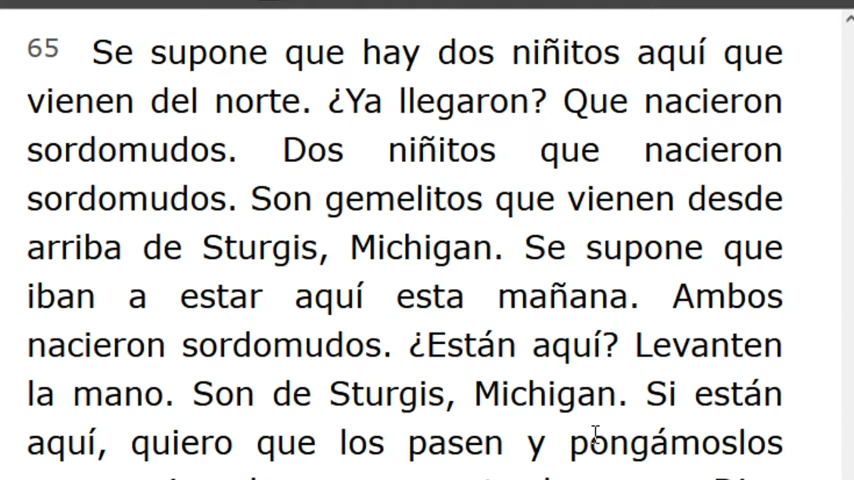 65 Se supone que hay dos niñitos aquí que
vienen del norte. ¿Ya llegaron? Que nacieron
sordomudos. Dos niñitos que nacieron
sordomudos. Son gemelitos que vienen desde
arriba de Sturgis, Michigan. Se supone que
iban a estar aquí esta mañana. Ambos
nacieron sordomudos. ¿Están aquí? Levanten
la mano. Son de Sturgis, Michigan. Si están
aquí, quiero que los pasen y pongámoslos